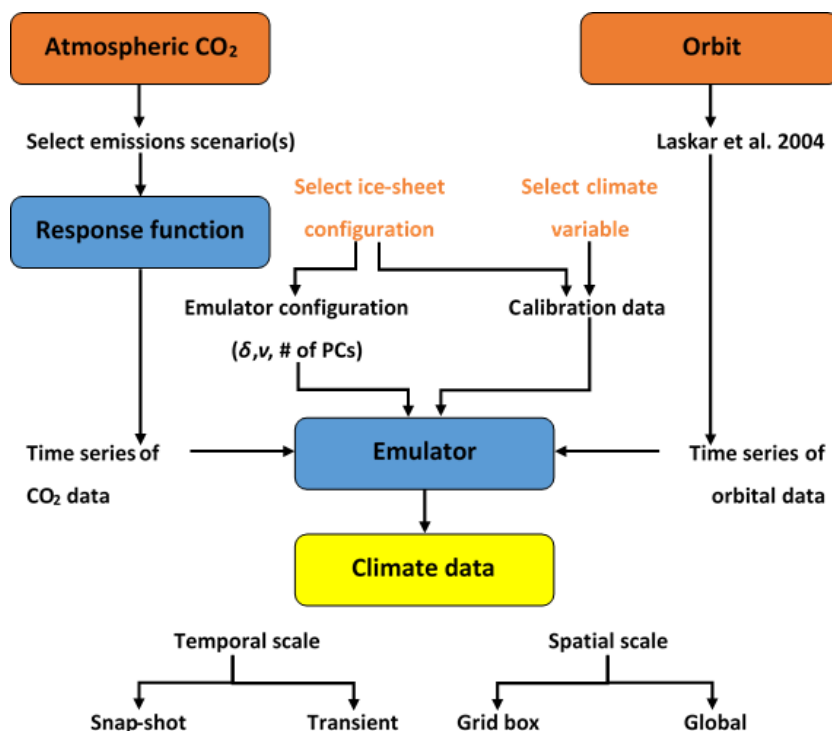 Atmospheric CO₂
Orbit
Select emissions scenario(s)
Laskar et al. 2004
Select ice-sheet
configuration
Select climate
variable
Response function
Emulator configuration
(δ,ν, # of PCs)
Calibration data
Time series of
CO₂ data
Emulator
Time series of
orbital data
Climate data
Temporal scale
Spatial scale
Snap-shot
Transient
Grid box
Global